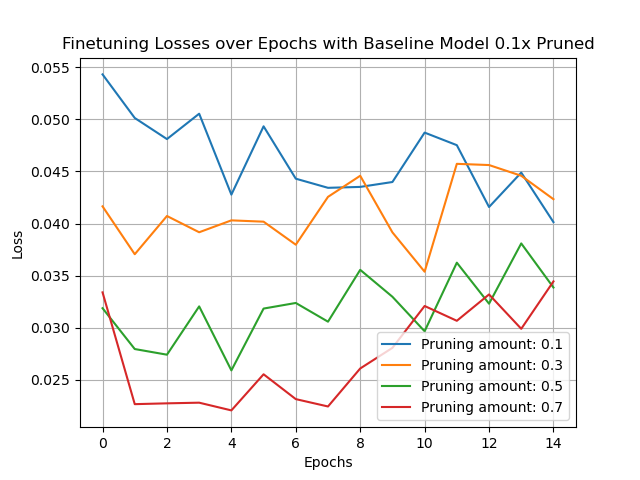 Finetuning Losses over Epochs with Baseline Model 0.1x Pruned
0.055
0.050
0.045
0.040
0.035
0.030
0.025
Loss
0 2 4 6 8 10 12 14
Epochs
Pruning amount: 0.1
Pruning amount: 0.3
Pruning amount: 0.5
Pruning amount: 0.7